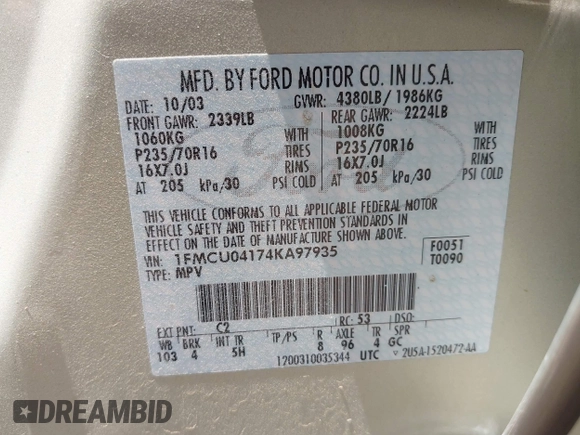 MFD. BY FORD MOTOR CO. IN U.S.A.
DATE: 10/03 GVWR: 4380LB/ 1986KG
FRONT GAWR: 2339LB REAR GAWR: 2224LB
1060KG WITH 1008KG WITH
P235/70R16 TIRES P235/70R16 TIRES
16X7.0J RIMS 16X7.0J RIMS
AT 205 kPa/30 PSI COLD AT 205 kPa/30 PSI COLD
THIS VEHICLE CONFORMS TO ALL APPLICABLE FEDERAL MOTOR
VEHICLE SAFETY AND THEFT PREVENTION STANDARDS IN
EFFECT ON THE DATE OF MANUFACTURE SHOWN ABOVE.
VIN: 1FMCU04174KA97935 F0051
TYPE: MPV T0090
Ford
EXT PNT: C2 RC: 53 DSO:
WB BRK INT TR TP/PS R AXLE TR SPR
103 4 5H 8 96 4 GC
1200310035344 UTC ▽ 2U5A-1520472-AA
DREAMBID